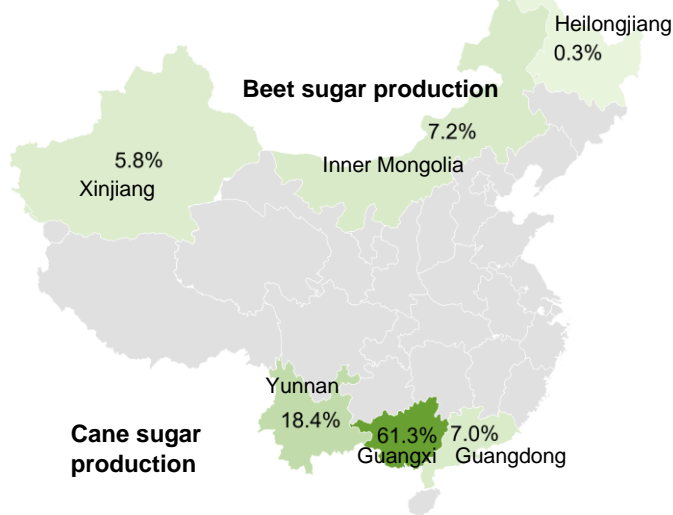 Heilongjiang
0.3%
Beet sugar production
7.2%
5.8%
Inner Mongolia
Xinjiang
Yunnan
18.4%
Cane sugar
production
61.3%
7.0%
Guangxi
Guangdong